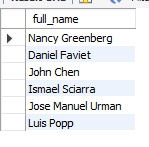 full_name
Nancy Greenberg
Daniel Faviet
John Chen
Ismael Sciarra
Jose Manuel Urman
Luis Popp